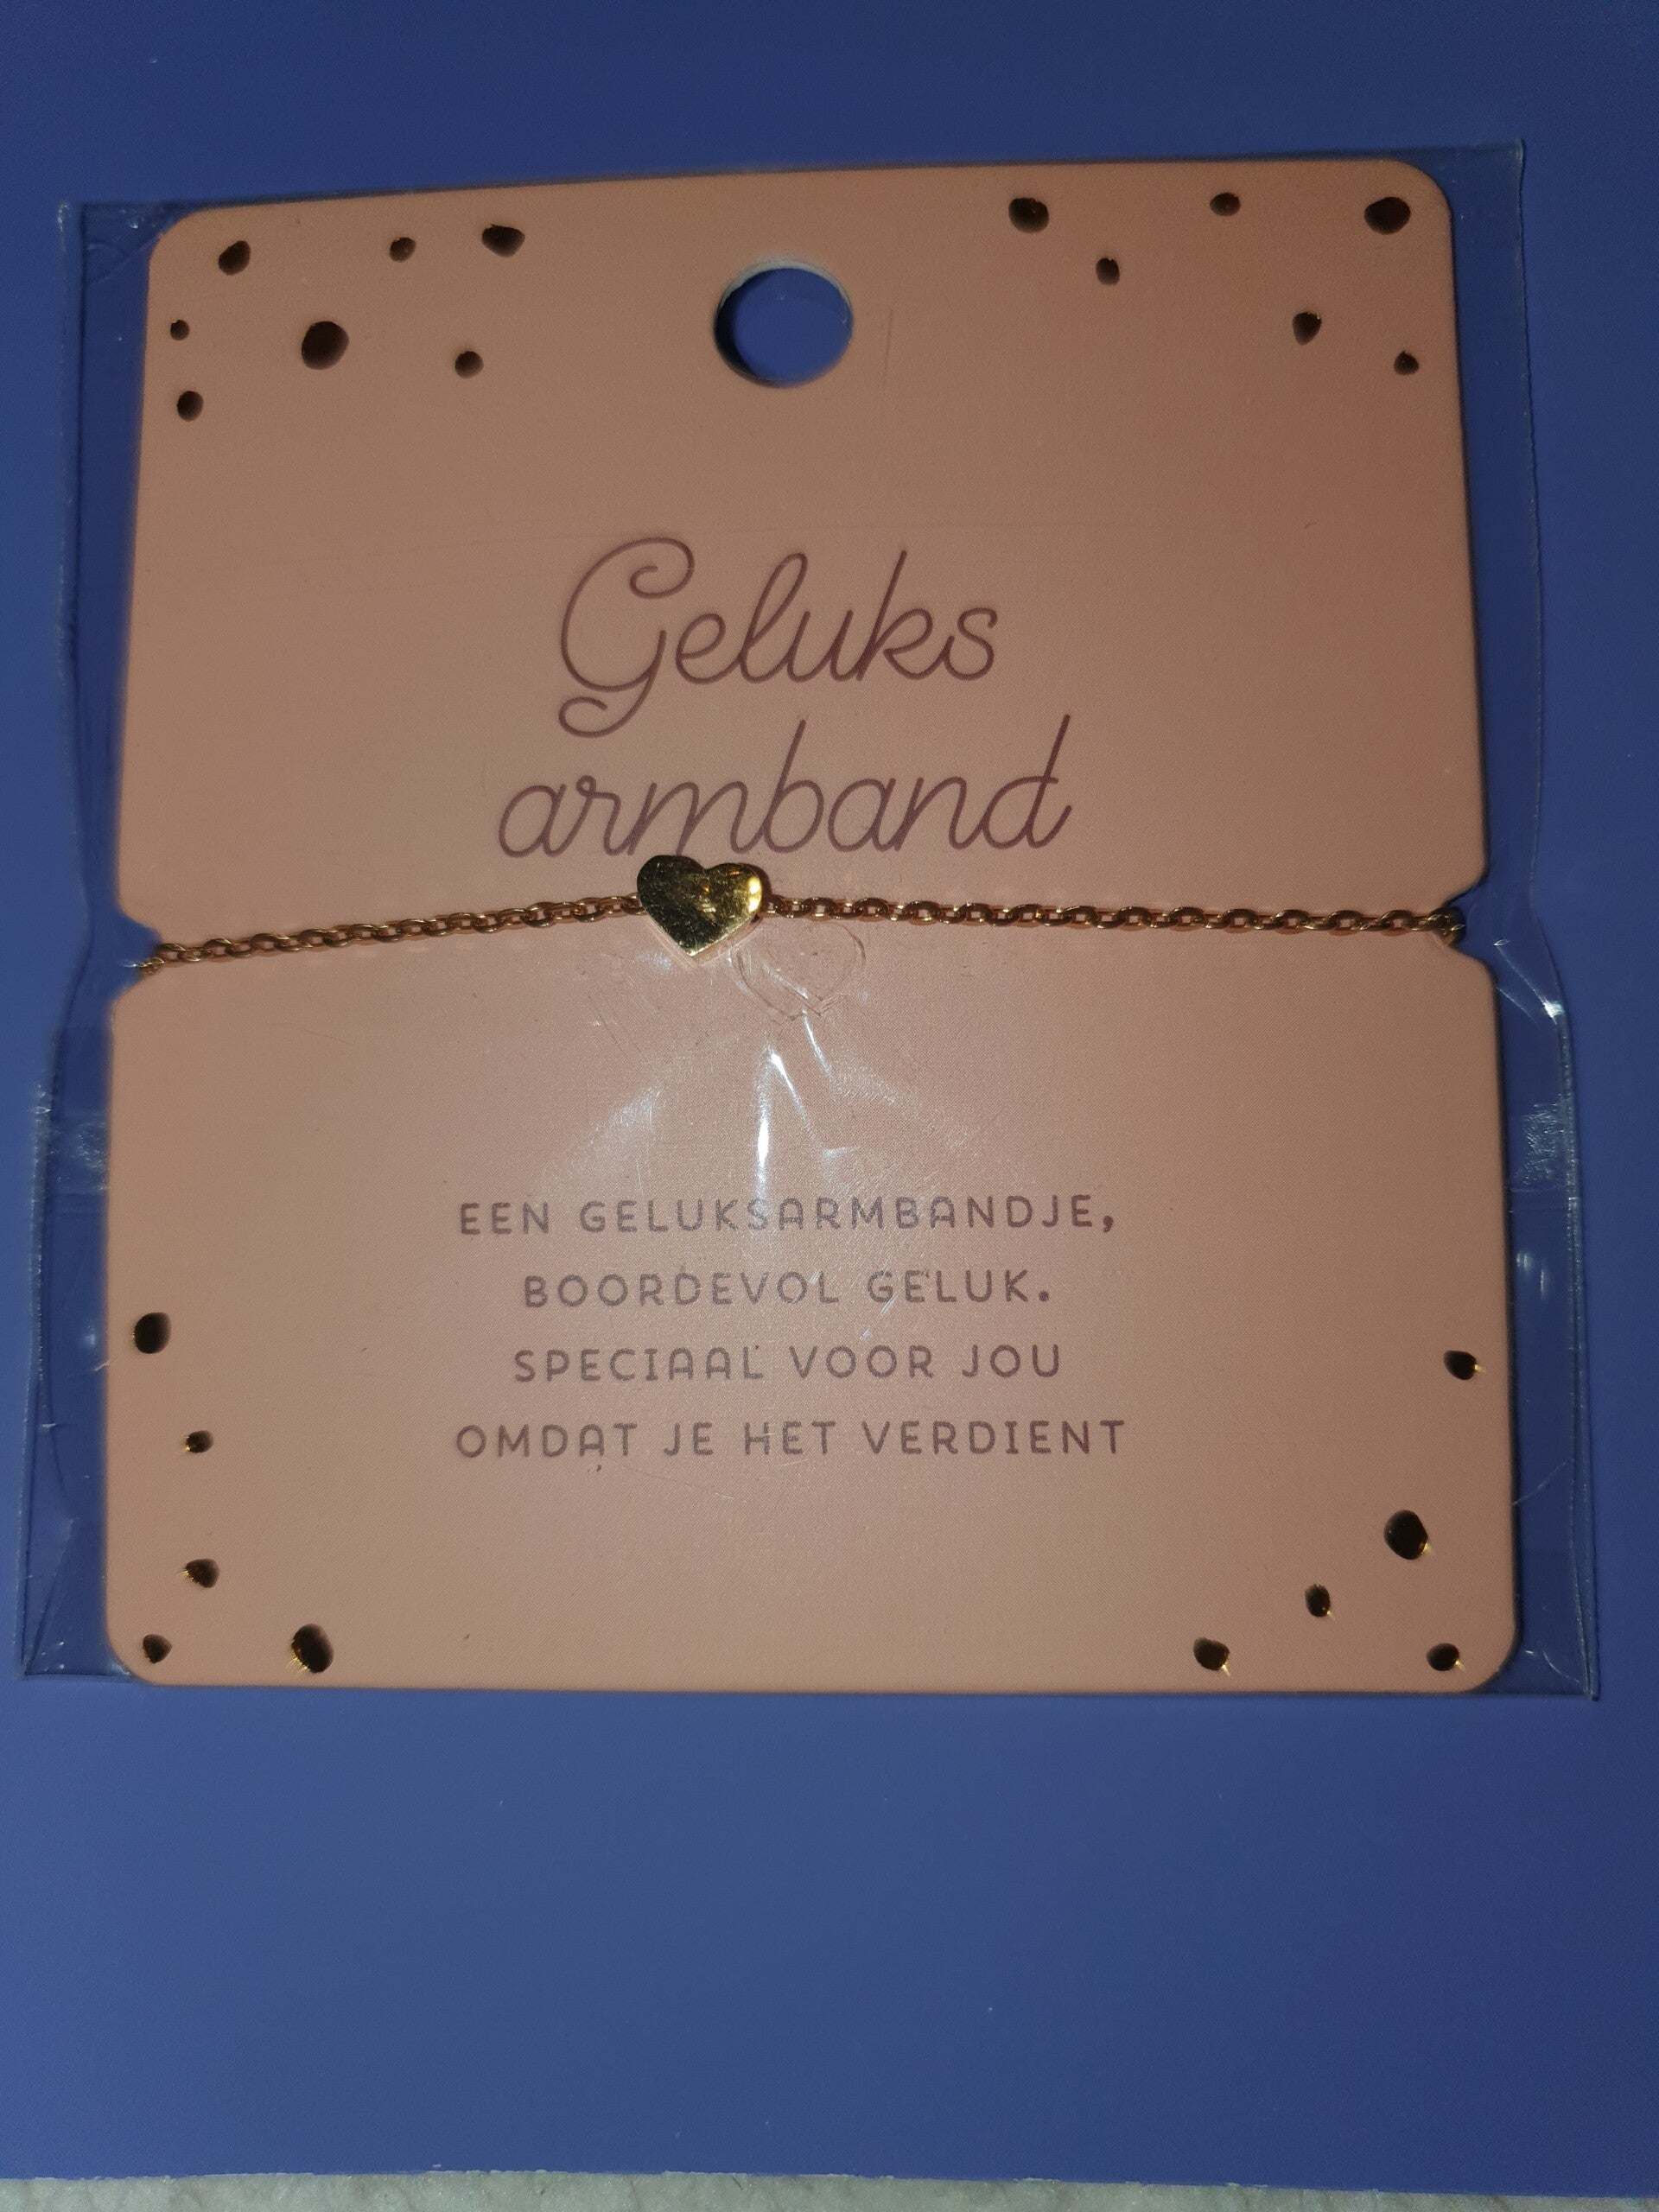 Geluks
armband
EEN GELUKSARMBANDJE,
BOORDEVOL GELUK.
SPECIAAL VOOR JOU
OMDAT JE HET VERDIENT